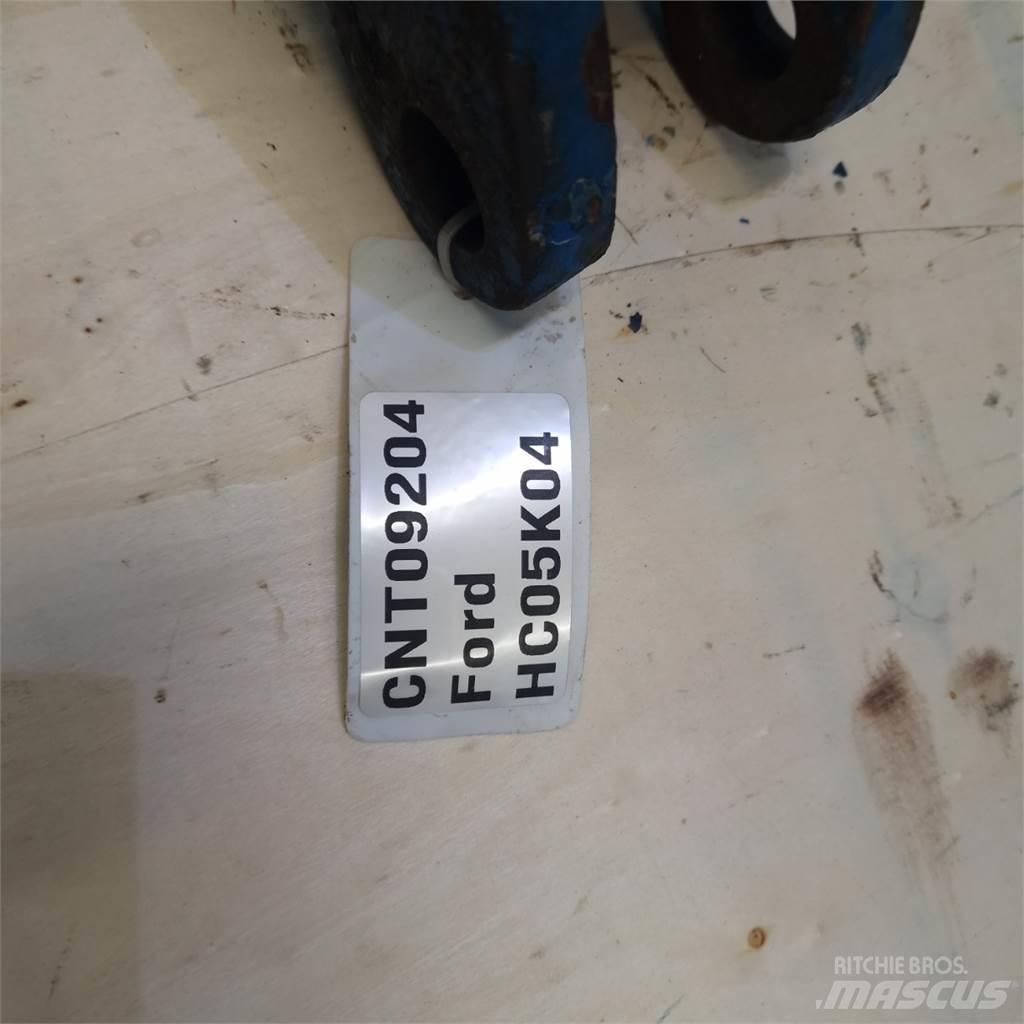 CNT09204
Ford
HC05K04
RITCHIE BROS.
MASCUS